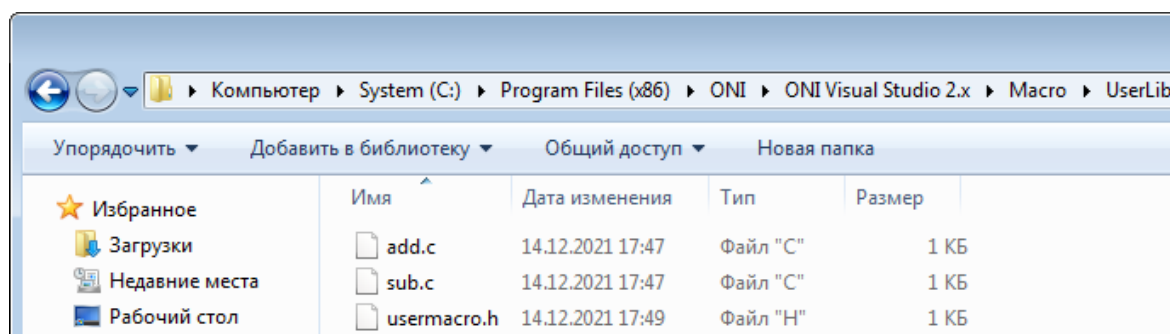 Компьютер System (C:) Program Files (x86) ONI ONI Visual Studio 2.x Macro UserLib
Упорядочить Добавить в библиотеку Общий доступ Новая папка
Имя Дата изменения Тип Размер
Избранное
Загрузки add.c 14.12.2021 17:47 Файл "C" 1 КБ
Недавние места sub.c 14.12.2021 17:47 Файл "C" 1 КБ
Рабочий стол usermacro.h 14.12.2021 17:49 Файл "H" 1 КБ